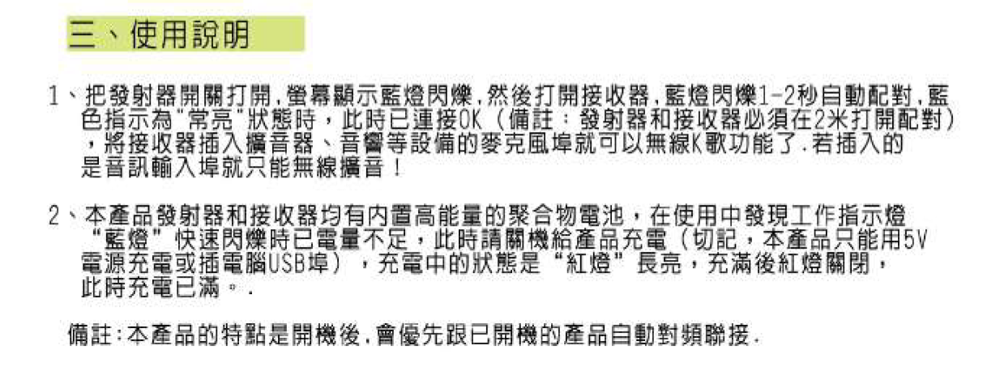 三、使用說明
1、把發射器開關打開.螢幕顯示藍燈閃爍.然後打開接收器.藍燈閃爍1-2秒自動配對.藍
色指示為"常亮"狀態時，此時已連接OK（備註：發射器和接收器必須在2米打開配對）
，將接收器插入擴音器、音響等設備的麥克風埠就可以無線K歌功能了.若插入的
是音訊輸入埠就只能無線擴音！
2、本產品發射器和接收器均有內置高能量的聚合物電池，在使用中發現工作指示燈
“藍燈”快速閃爍時已電量不足，此時請關機給產品充電（切記，本產品只能用5V
電源充電或插電腦USB埠），充電中的狀態是“紅燈”長亮，充滿後紅燈關閉，
此時充電已滿。.
備註:本產品的特點是開機後.會優先跟已開機的產品自動對頻聯接.